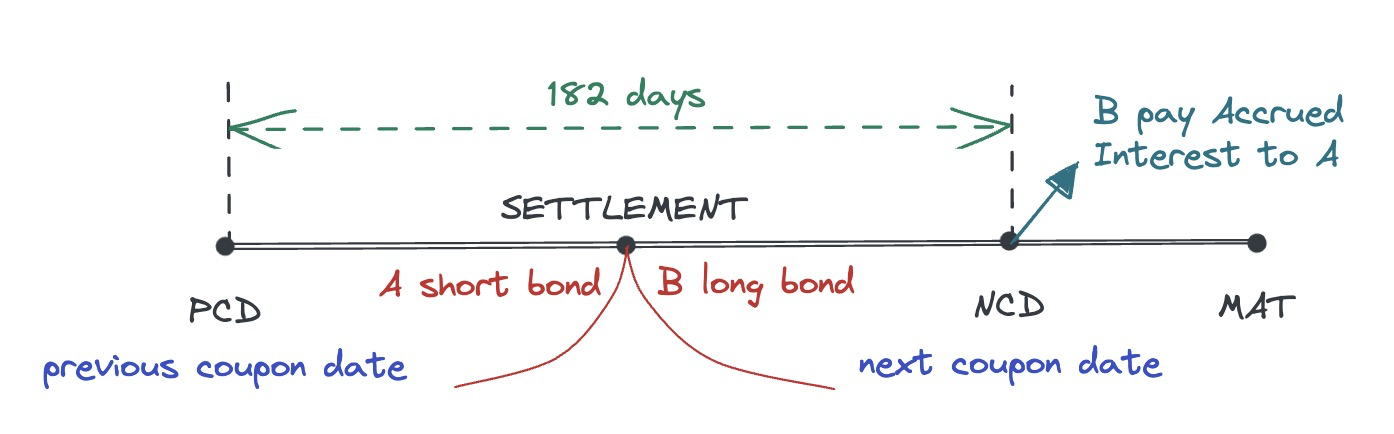 182 days
B pay Accrued
Interest to A
SETTLEMENT
A short bond
B long bond
PCD
NCD
MAT
previous coupon date
next coupon date